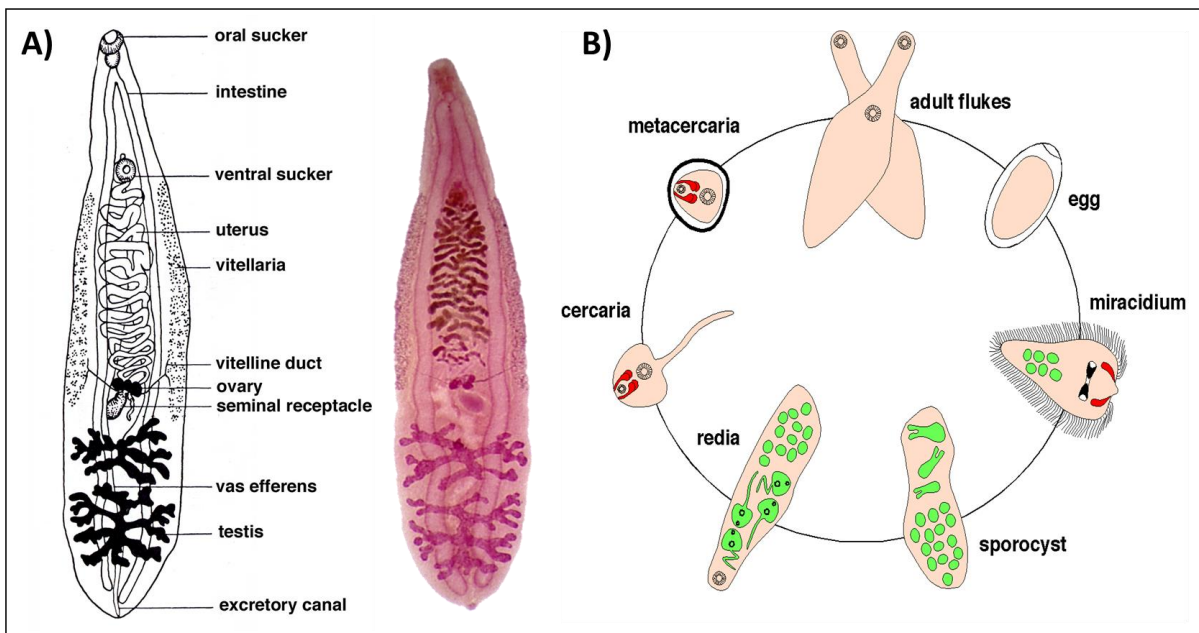 A)
oral sucker
intestine
ventral sucker
uterus
vitellaria
vitelline duct
ovary
seminal receptacle
vas efferens
testis
excretory canal
B)
adult flukes
metacercaria
egg
cercaria
miracidium
redia
sporocyst